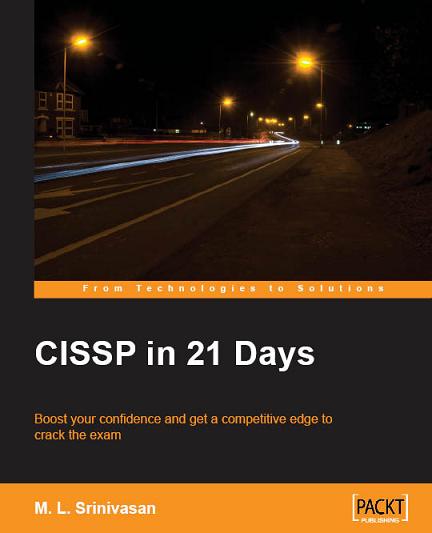 From Technologies to Solutions
CISSP in 21 Days
Boost your confidence and get a competitive edge to
crack the exam
M. L. Srinivasan
[PACKT]
PUBLISHING